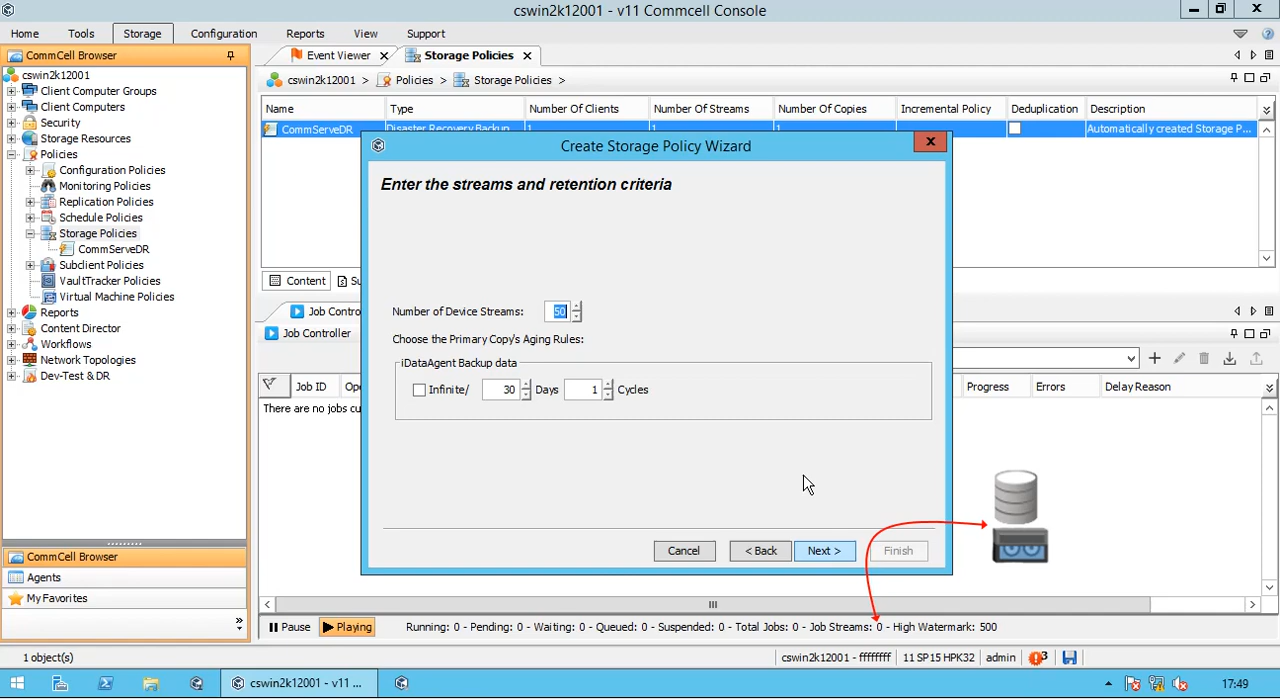 cswin2k12001 - v11 Commcell Console
Home Tools Storage Configuration Reports View Support
CommCell Browser
Event Viewer
Storage Policies
cswin2k12001
Client Computer Groups
Client Computers
Security
Storage Resources
Policies
Configuration Policies
Monitoring Policies
Replication Policies
Schedule Policies
Storage Policies
CommServeDR
Subclient Policies
VaultTracker Policies
Virtual Machine Policies
Reports
Content Director
Workflows
Network Topologies
Dev-Test & DR
CommCell Browser
Agents
My Favorites
»
cswin2k12001 > Policies > Storage Policies >
Name Type Number Of Clients Number Of Streams Number Of Copies Incremental Policy Deduplication Description
CommServeDR Disaster Recovery Backup 1 1 1 Automatically created Storage P...
Content Su
Job Contro
Job Controller
Job ID Ope Progress Errors Delay Reason
There are no jobs cu
Create Storage Policy Wizard
Enter the streams and retention criteria
Number of Device Streams: 50
Choose the Primary Copy's Aging Rules:
iDataAgent Backup data
Infinite/ 30 Days 1 Cycles
Cancel < Back Next > Finish
Pause Playing Running: 0 - Pending: 0 - Waiting: 0 - Queued: 0 - Suspended: 0 - Total Jobs: 0 - Job Streams: 0 - High Watermark: 500
1 object(s) cswin2k12001 - ffffffff 11 SP15 HPK32 admin 3
cswin2k12001 - v11 ... 17:49